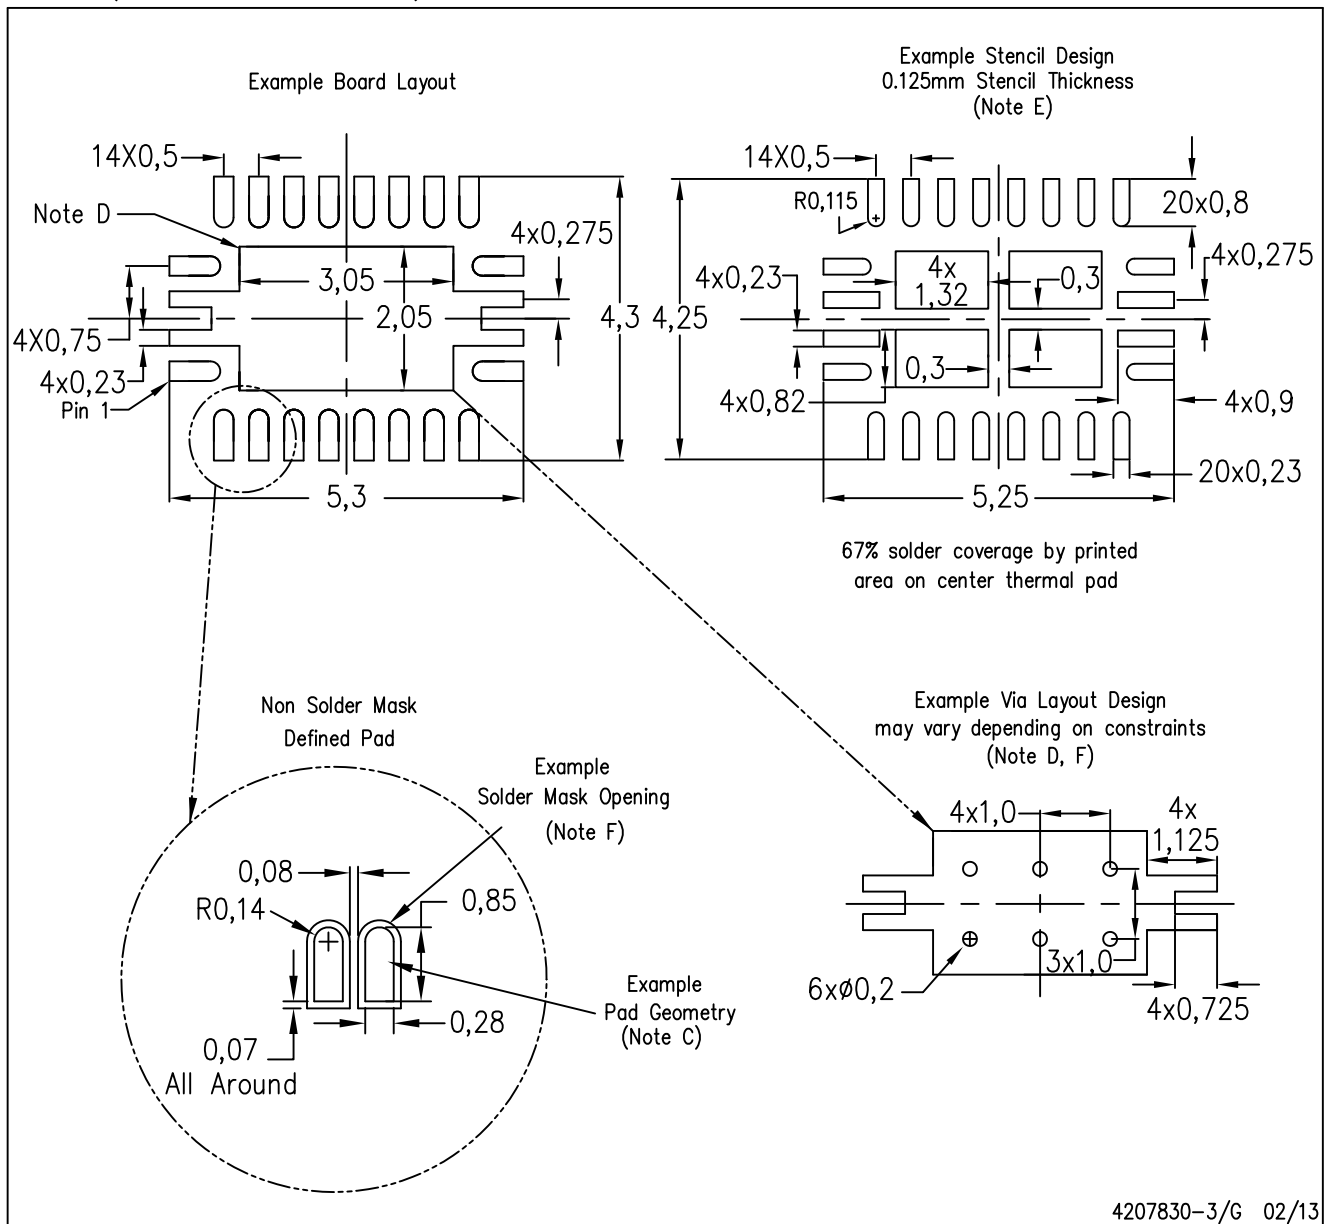 Example Board Layout
14X0,5
Note D
4x0,275
3,05
2,05
4,3
4X0,75
4x0,23
Pin 1
5,3
Example Stencil Design
0.125mm Stencil Thickness
(Note E)
14X0,5
R0,115
20x0,8
4x0,275
4x0,23
4x
1,32
0,3
4,25
0,3
4x0,82
4x0,9
20x0,23
5,25
67% solder coverage by printed
area on center thermal pad
Non Solder Mask
Defined Pad
Example
Solder Mask Opening
(Note F)
0,08
R0,14
0,85
Example
Pad Geometry
(Note C)
0,28
0,07
All Around
Example Via Layout Design
may vary depending on constraints
(Note D, F)
4x1,0
4x
1,125
3x1,0
6xø0,2
4x0,725
4207830-3/G 02/13